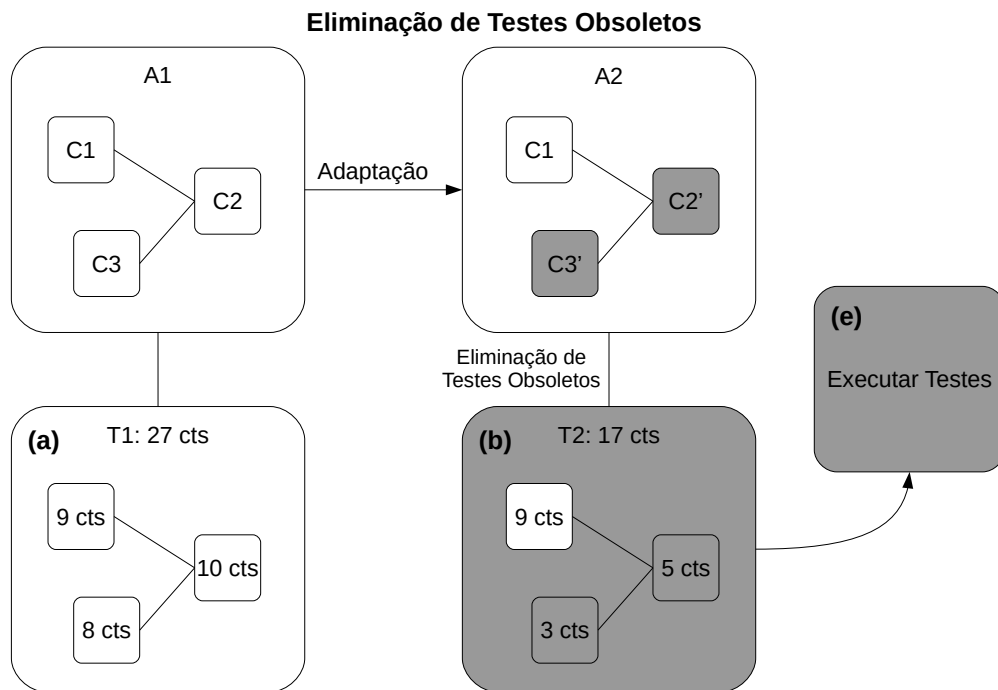 Eliminação de Testes Obsoletos
A1
C1
C2
C3
Adaptação
A2
C1
C2’
C3’
Eliminação de
Testes Obsoletos
(a)
T1: 27 cts
9 cts
10 cts
8 cts
(b)
T2: 17 cts
9 cts
5 cts
3 cts
(e)
Executar Testes